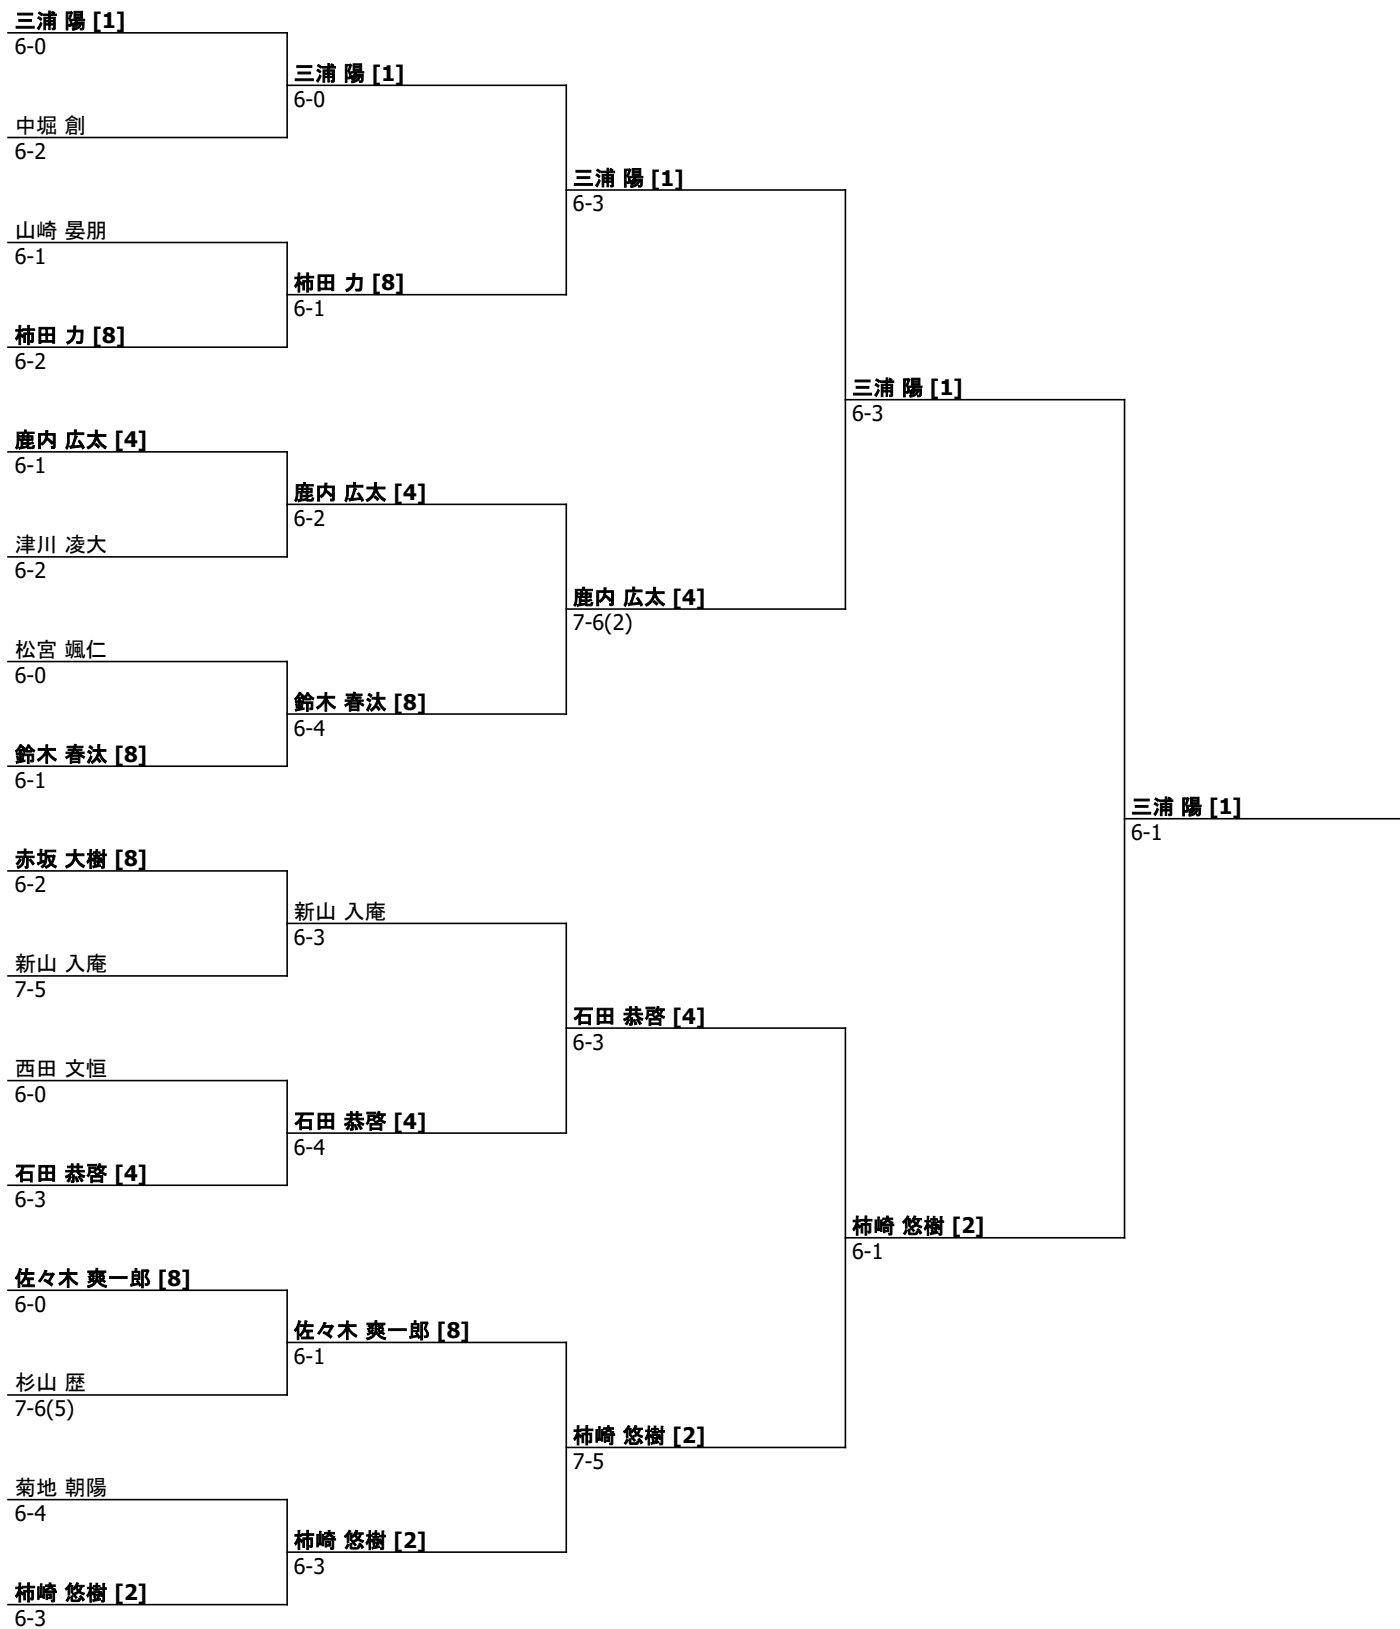 三浦 陽 [1]
6-0
三浦 陽 [1]
6-0
中堀 創
6-2
三浦 陽 [1]
6-3
山崎 晏朋
6-1
柿田 力 [8]
6-1
柿田 力 [8]
6-2
三浦 陽 [1]
6-3
鹿内 広太 [4]
6-1
鹿内 広太 [4]
6-2
津川 凌大
6-2
鹿内 広太 [4]
7-6(2)
松宮 颯仁
6-0
鈴木 春汰 [8]
6-4
鈴木 春汰 [8]
6-1
三浦 陽 [1]
6-1
赤坂 大樹 [8]
6-2
新山 入庵
6-3
新山 入庵
7-5
石田 恭啓 [4]
6-3
西田 文恒
6-0
石田 恭啓 [4]
6-4
石田 恭啓 [4]
6-3
柿崎 悠樹 [2]
6-1
佐々木 爽一郎 [8]
6-0
佐々木 爽一郎 [8]
6-1
杉山 歴
7-6(5)
柿崎 悠樹 [2]
7-5
菊地 朝陽
6-4
柿崎 悠樹 [2]
6-3
柿崎 悠樹 [2]
6-3